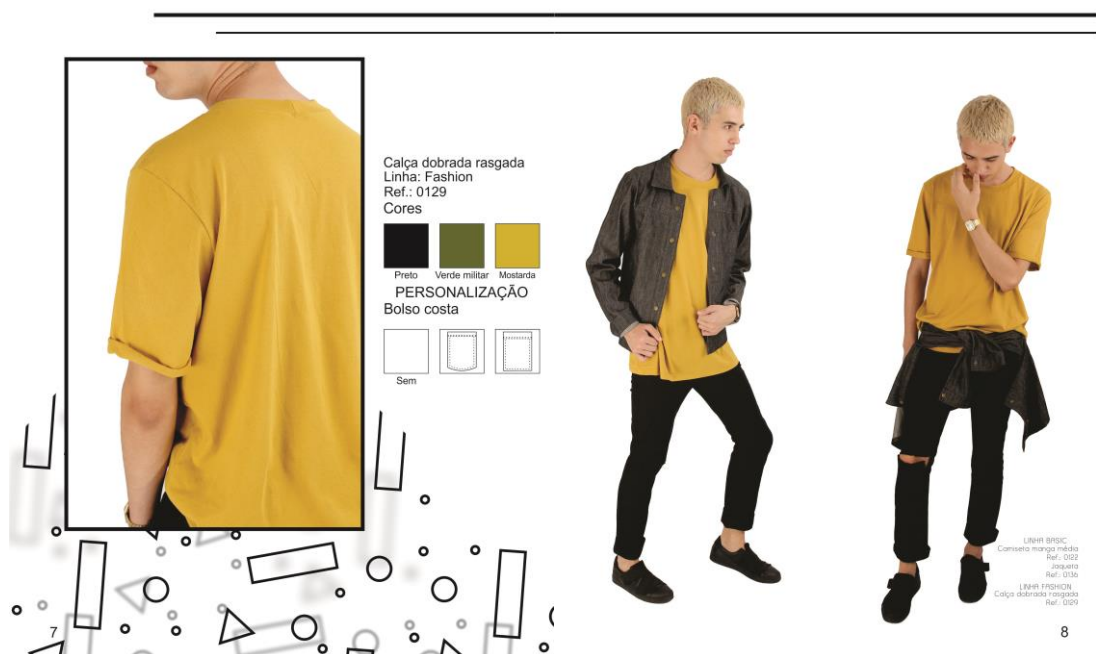 Calça dobrada rasgada
Linha: Fashion
Ref.: 0129
Cores
Preto Verde militar Mostarda
PERSONALIZAÇÃO
Bolso costa
Sem
7
LINHA BASIC
Camiseta manga média
Ref.: 0122
Jaqueta
Ref.: 0136
LINHA FASHION
Calça dobrada rasgada
Ref.: 0129
8